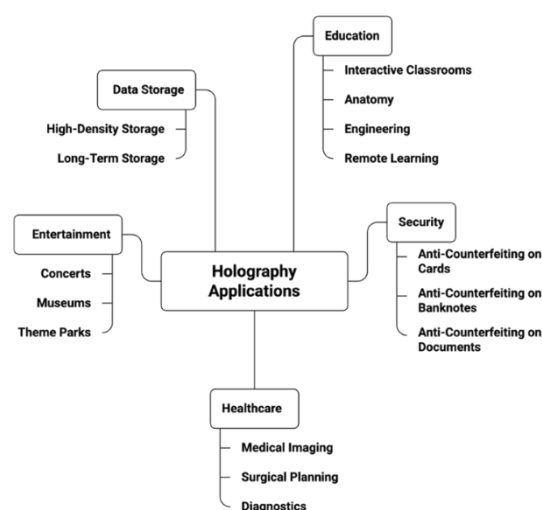 Education
Interactive Classrooms
Anatomy
Engineering
Remote Learning
Data Storage
High-Density Storage
Long-Term Storage
Security
Anti-Counterfeiting on
Cards
Anti-Counterfeiting on
Banknotes
Anti-Counterfeiting on
Documents
Entertainment
Concerts
Museums
Theme Parks
Holography
Applications
Healthcare
Medical Imaging
Surgical Planning
Diagnostics